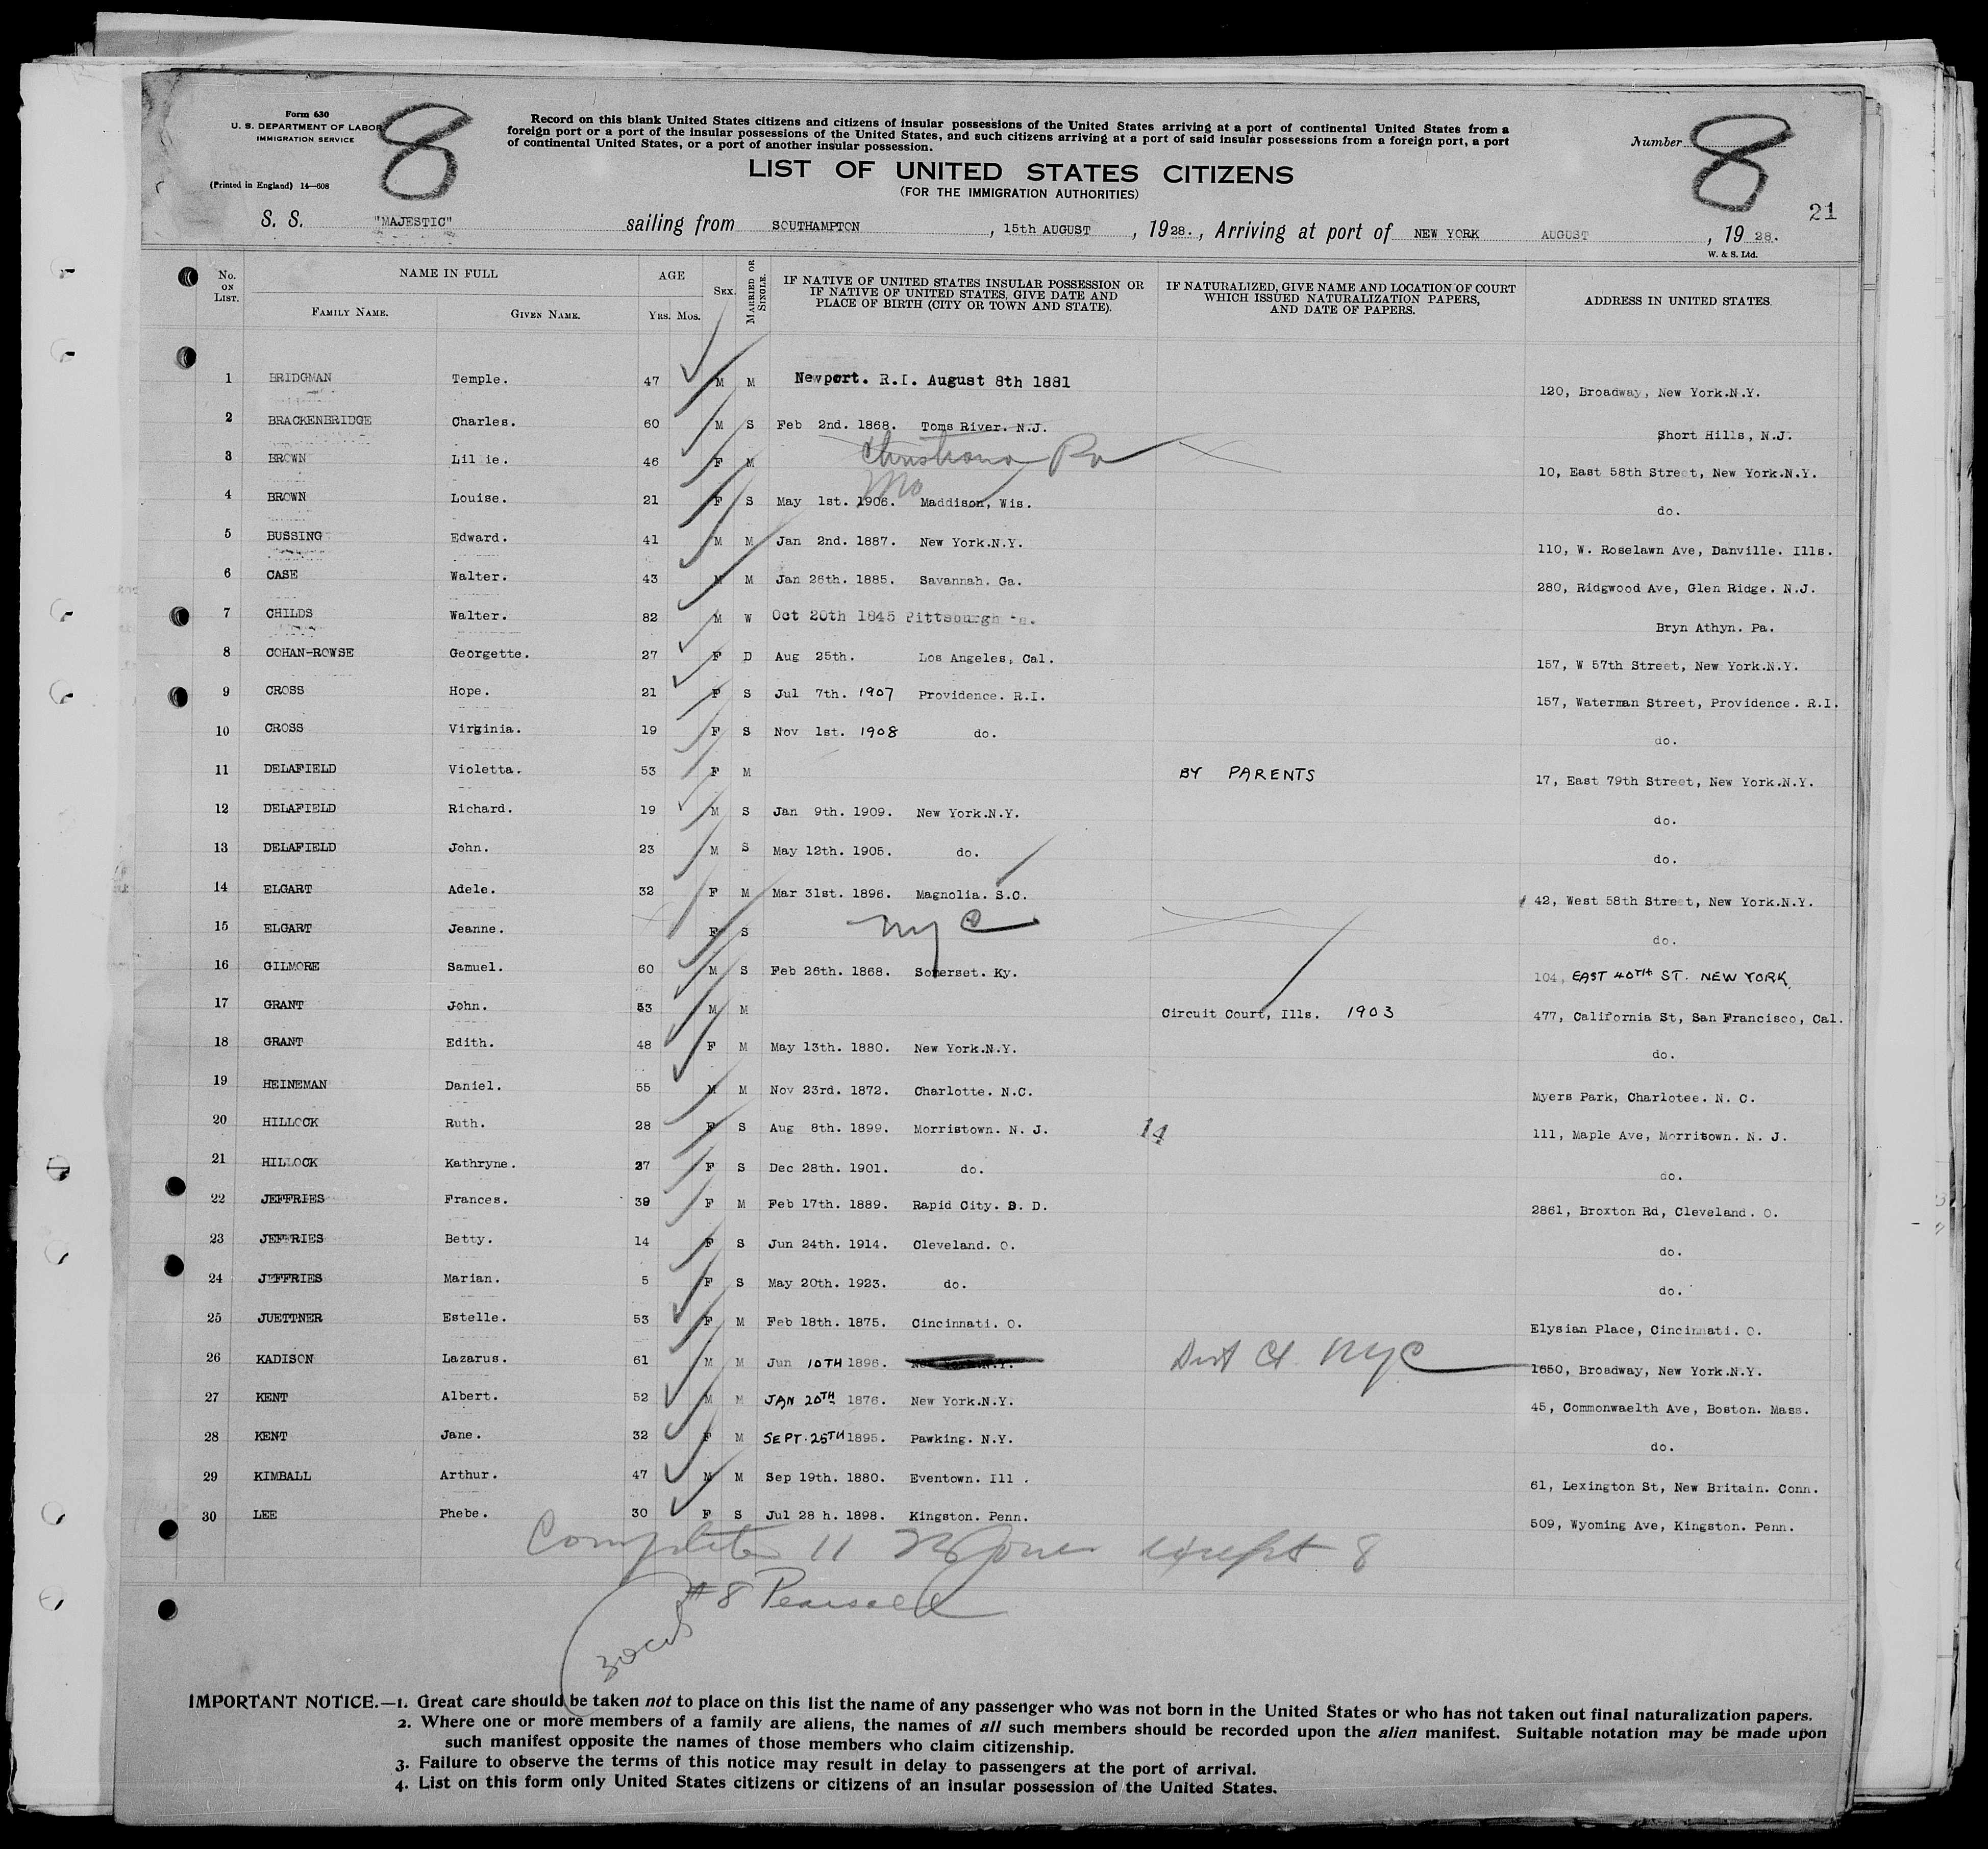 Form 630
U. S. DEPARTMENT OF LABOR
IMMIGRATION SERVICE
(Printed in England) 14—608
8
Record on this blank United States citizens and citizens of insular possessions of the United States arriving at a port of continental United States from a
foreign port or a port of the insular possessions of the United States, and such citizens arriving at a port of said insular possessions from a foreign port, a port
of continental United States, or a port of another insular possession.
Number 8
LIST OF UNITED STATES CITIZENS
(FOR THE IMMIGRATION AUTHORITIES)
21
S. S. "MAJESTIC" sailing from SOUTHAMPTON, 15th AUGUST, 1928., Arriving at port of NEW YORK AUGUST, 19 28.
W. & S. Ltd.
No. ON LIST. NAME IN FULL FAMILY NAME. GIVEN NAME. AGE YRS. MOS. SEX. MARRIED OR SINGLE. IF NATIVE OF UNITED STATES INSULAR POSSESSION OR IF NATIVE OF UNITED STATES, GIVE DATE AND PLACE OF BIRTH (CITY OR TOWN AND STATE). IF NATURALIZED, GIVE NAME AND LOCATION OF COURT WHICH ISSUED NATURALIZATION PAPERS, AND DATE OF PAPERS. ADDRESS IN UNITED STATES.
1 BRIDGMAN Temple. 47 M M Newport. R.I. August 8th 1881 120, Broadway, New York.N.Y.
2 BRACKENBRIDGE Charles. 60 M S Feb 2nd. 1868. Toms River. N.J. Short Hills, N.J.
3 BROWN Lillie. 46 F M Christiana Pa 10, East 58th Street, New York.N.Y.
4 BROWN Louise. 21 F S May 1st. 1906. Maddison, Wis. Mo do.
5 BUSSING Edward. 41 M M Jan 2nd. 1887. New York.N.Y. 110, W. Roselawn Ave, Danville. Ills.
6 CASE Walter. 43 M M Jan 26th. 1885. Savannah. Ga. 280, Ridgwood Ave, Glen Ridge. N.J.
7 CHILDS Walter. 82 M W Oct 20th 1845 Pittsburgh Bryn Athyn. Pa.
8 COHAN-ROWSE Georgette. 27 F D Aug 25th. Los Angeles, Cal. 157, W 57th Street, New York.N.Y.
9 CROSS Hope. 21 F S Jul 7th. 1907 Providence. R.I. 157, Waterman Street, Providence. R.I.
10 CROSS Virginia. 19 F S Nov 1st. 1908 do. do.
11 DELAFIELD Violetta. 53 F M BY PARENTS 17, East 79th Street, New York.N.Y.
12 DELAFIELD Richard. 19 M S Jan 9th. 1909. New York.N.Y. do.
13 DELAFIELD John. 23 M S May 12th. 1905. do. do.
14 ELGART Adele. 32 F M Mar 31st. 1896. Magnolia. S.C. 42, West 58th Street, New York.N.Y.
15 ELGART Jeanne. F S NYC do.
16 GILMORE Samuel. 60 M S Feb 26th. 1868. Somerset. Ky. 104, EAST 40TH ST. NEW YORK
17 GRANT John. 53 M M Circuit Court, Ills. 1903 477, California St, San Francisco, Cal.
18 GRANT Edith. 48 F M May 13th. 1880. New York.N.Y. do.
19 HEINEMAN Daniel. 55 M M Nov 23rd. 1872. Charlotte. N.C. Myers Park, Charlotee. N. C.
20 HILLOCK Ruth. 28 F S Aug 8th. 1899. Morristown. N. J. 14 111, Maple Ave, Morritown. N. J.
21 HILLOCK Kathryne. 27 F S Dec 28th. 1901. do. do.
22 JEFFRIES Frances. 39 F M Feb 17th. 1889. Rapid City. S. D. 2861, Broxton Rd, Cleveland. O.
23 JEFFRIES Betty. 14 F S Jun 24th. 1914. Cleveland. O. do.
24 JEFFRIES Marian. 5 F S May 20th. 1923. do. do.
25 JUETTNER Estelle. 53 F M Feb 18th. 1875. Cincinnati. O. Elysian Place, Cincinnati. O.
26 KADISON Lazarus. 61 M M Jun 10TH 1896. Dist Ct. NYC 1650, Broadway, New York.N.Y.
27 KENT Albert. 52 M M JAN 20TH 1876. New York.N.Y. 45, Commonwaelth Ave, Boston. Mass.
28 KENT Jane. 32 F M SEPT. 25TH 1895. Pawking. N.Y. do.
29 KIMBALL Arthur. 47 M M Sep 19th. 1880. Eventown. Ill . 61, Lexington St, New Britain. Conn.
30 LEE Phebe. 30 F S Jul 28 h. 1898. Kingston. Penn. 509, Wyoming Ave, Kingston. Penn.
Complete 11 Jones except 8
#8 Pearsall
IMPORTANT NOTICE.—1. Great care should be taken not to place on this list the name of any passenger who was not born in the United States or who has not taken out final naturalization papers.
2. Where one or more members of a family are aliens, the names of all such members should be recorded upon the alien manifest. Suitable notation may be made upon
such manifest opposite the names of those members who claim citizenship.
3. Failure to observe the terms of this notice may result in delay to passengers at the port of arrival.
4. List on this form only United States citizens or citizens of an insular possession of the United States.